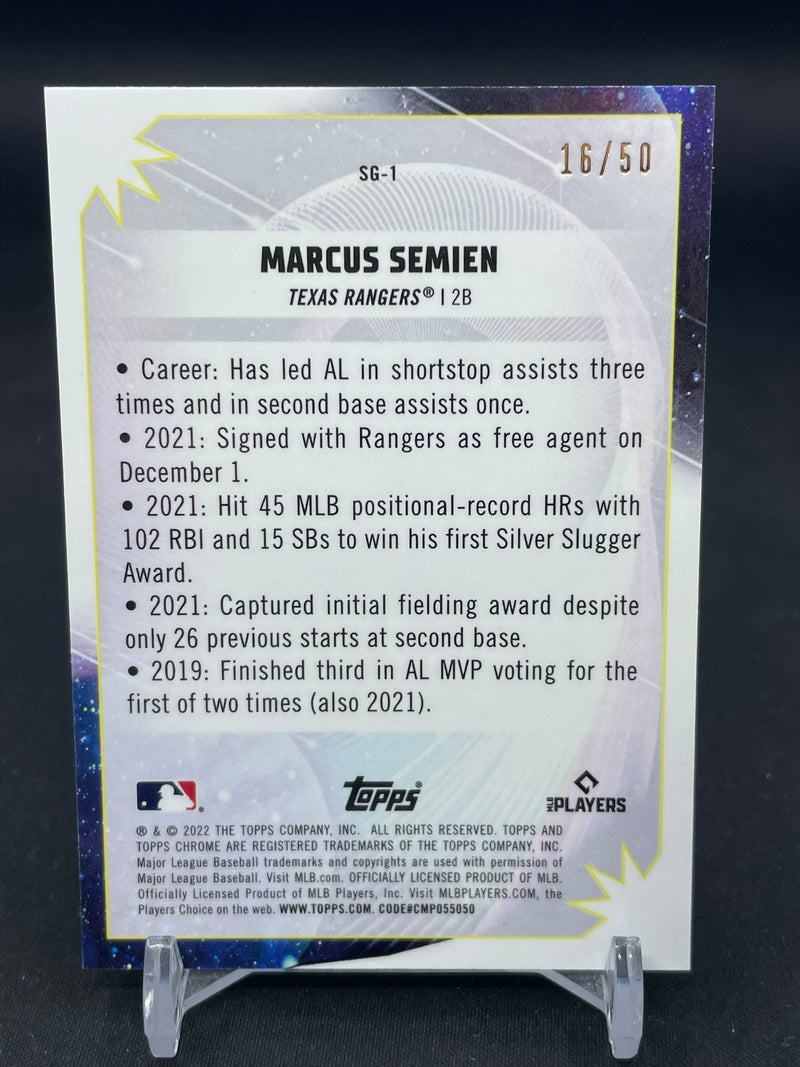 16/50
SG-1
MARCUS SEMIEN
TEXAS RANGERS® | 2B
• Career: Has led AL in shortstop assists three
times and in second base assists once.
• 2021: Signed with Rangers as free agent on
December 1.
• 2021: Hit 45 MLB positional-record HRs with
102 RBI and 15 SBs to win his first Silver Slugger
Award.
• 2021: Captured initial fielding award despite
only 26 previous starts at second base.
• 2019: Finished third in AL MVP voting for the
first of two times (also 2021).
®
Topps®
MLB PLAYERS
® & © 2022 THE TOPPS COMPANY, INC. ALL RIGHTS RESERVED. TOPPS AND
TOPPS CHROME ARE REGISTERED TRADEMARKS OF THE TOPPS COMPANY, INC.
Major League Baseball trademarks and copyrights are used with permission of
Major League Baseball. Visit MLB.com. OFFICIALLY LICENSED PRODUCT OF MLB.
Officially Licensed Product of MLB Players, Inc. Visit MLBPLAYERS.COM, the
Players Choice on the web. WWW.TOPPS.COM. CODE#CMP055050